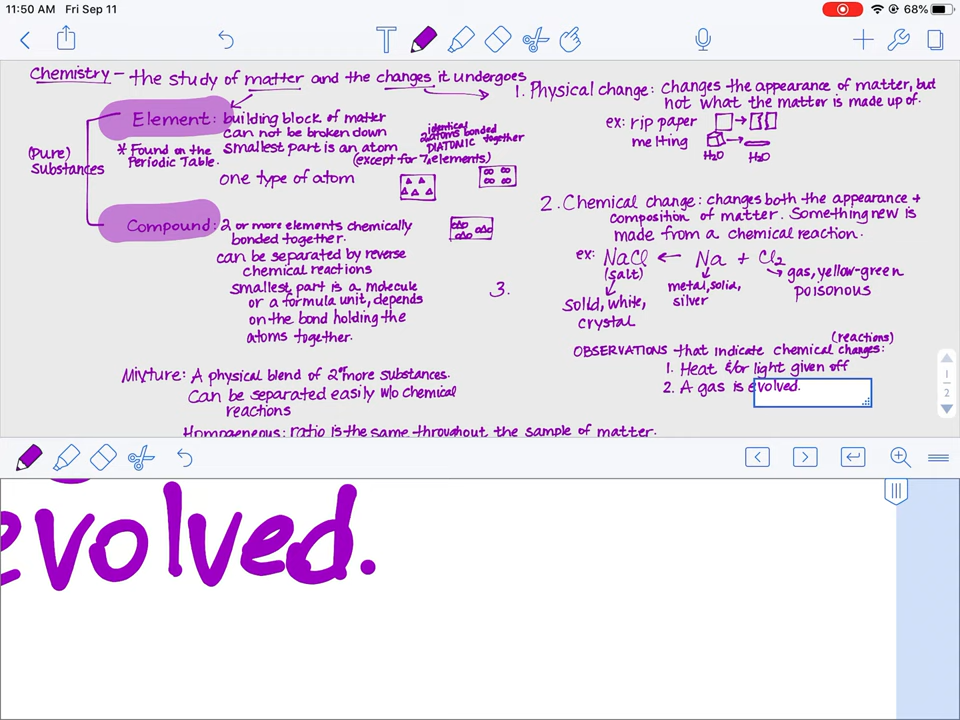 11:50 AM Fri Sep 11
68%
Chemistry – the study of matter and the changes it undergoes
Element: building block of matter
can not be broken down
smallest part is an atom
(except for 7 elements)
identical
2 atoms bonded
DIATONIC together
* Found on the
Periodic Table.
one type of atom
(Pure)
Substances
Compound: 2 or more elements chemically
bonded together.
can be separated by reverse
chemical reactions
smallest part is a molecule
or a formula unit, depends
on the bond holding the
atoms together.
Mixture: A physical blend of 2 or more substances.
Can be separated easily w/o chemical
reactions
Homogeneous: ratio is the same throughout the sample of matter.
1. Physical change: changes the appearance of matter, but
not what the matter is made up of.
ex: rip paper
melting
H2O H2O
2. Chemical change: changes both the appearance +
composition of matter. Something new is
made from a chemical reaction.
ex: NaCl ← Na + Cl2
(salt)
solid, white,
crystal
metal, solid,
silver
gas, yellow-green
poisonous
3.
(reactions)
OBSERVATIONS that indicate chemical changes:
1. Heat &/or light given off
2. A gas is evolved.
1
2
evolved.